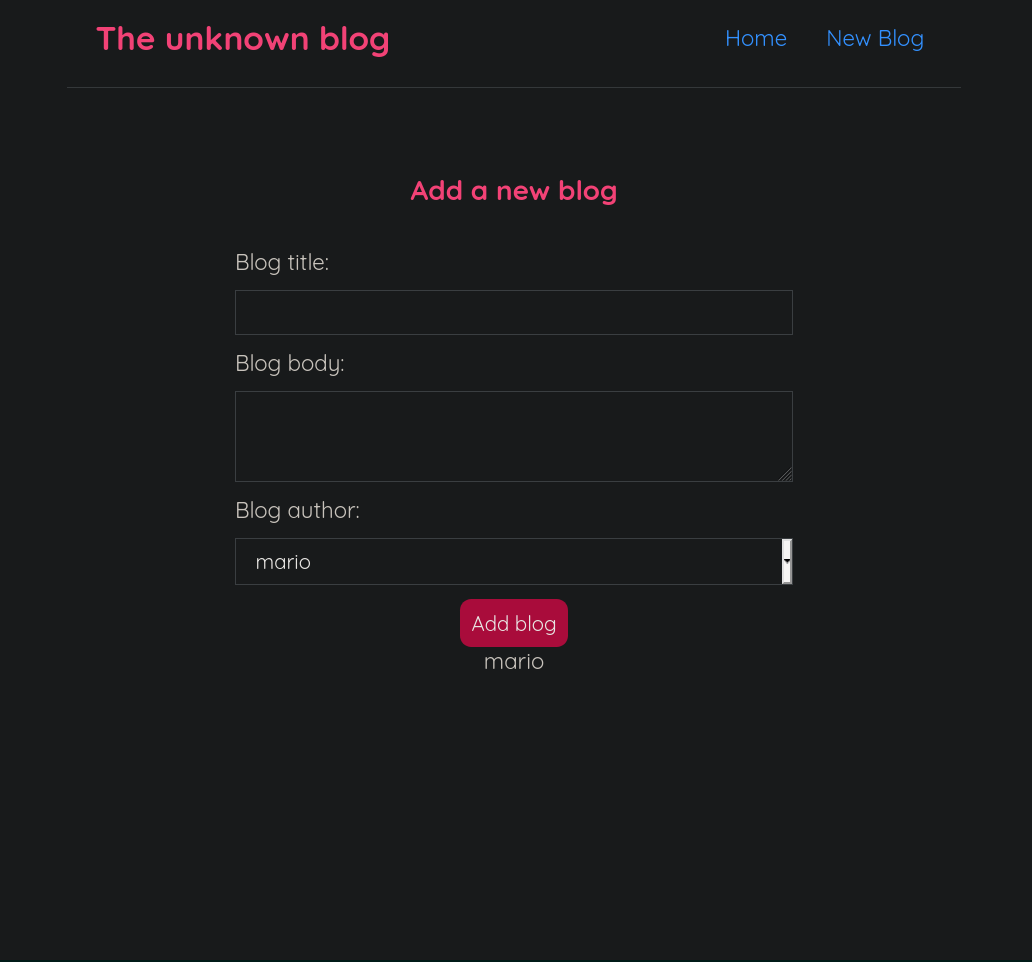 The unknown blog
Home New Blog
Add a new blog
Blog title:
Blog body:
Blog author:
mario
Add blog
mario